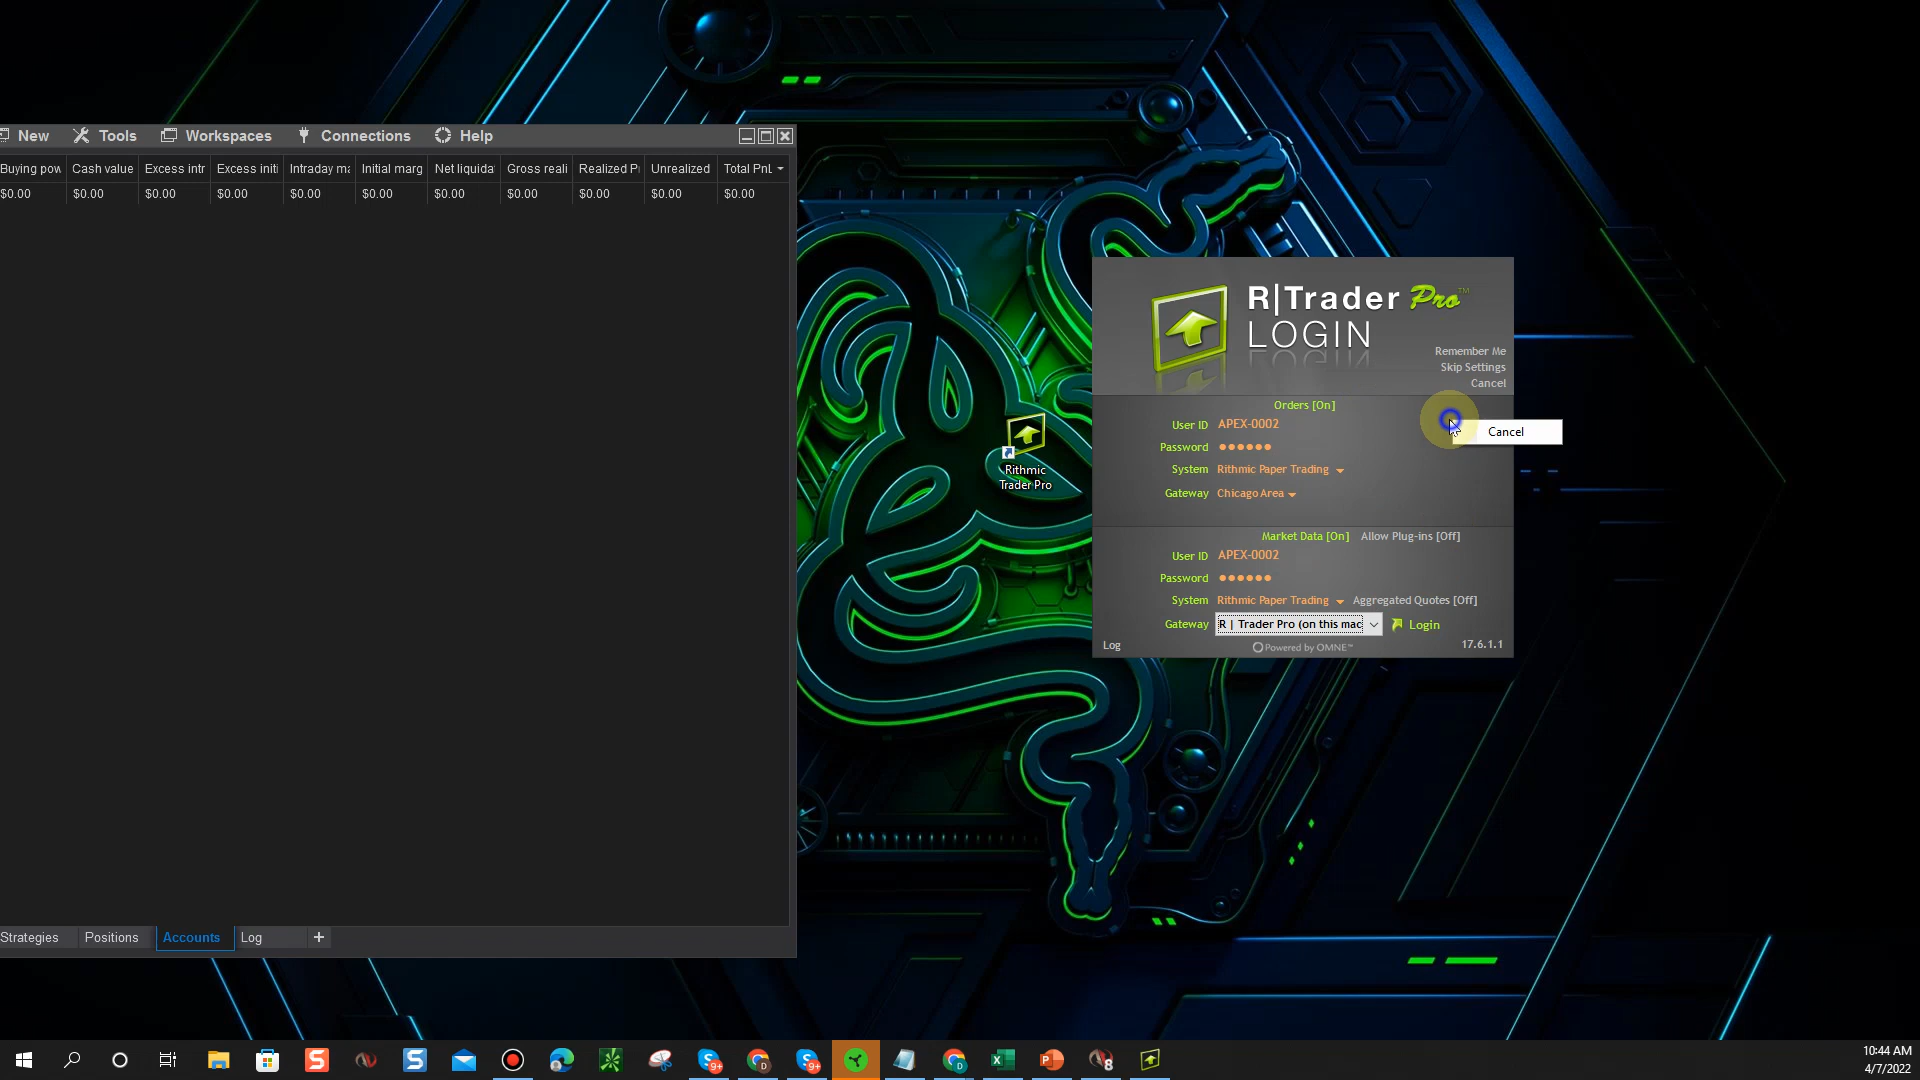 New Tools Workspaces Connections Help
Buying pow Cash value Excess intr Excess initi Intraday ma Initial marg Net liquida Gross reali Realized P Unrealized Total PnL
$0.00 $0.00 $0.00 $0.00 $0.00 $0.00 $0.00 $0.00 $0.00 $0.00 $0.00
Strategies Positions Accounts Log +
Rithmic
Trader Pro
R|Trader Pro™
LOGIN
Remember Me
Skip Settings
Cancel
Orders [On]
User ID APEX-0002
Cancel
Password ●●●●●●
System Rithmic Paper Trading
Gateway Chicago Area
Market Data [On] Allow Plug-ins [Off]
User ID APEX-0002
Password ●●●●●●
System Rithmic Paper Trading Aggregated Quotes [Off]
Gateway R | Trader Pro (on this mac Login
Log Powered by OMNE™ 17.6.1.1
10:44 AM
4/7/2022